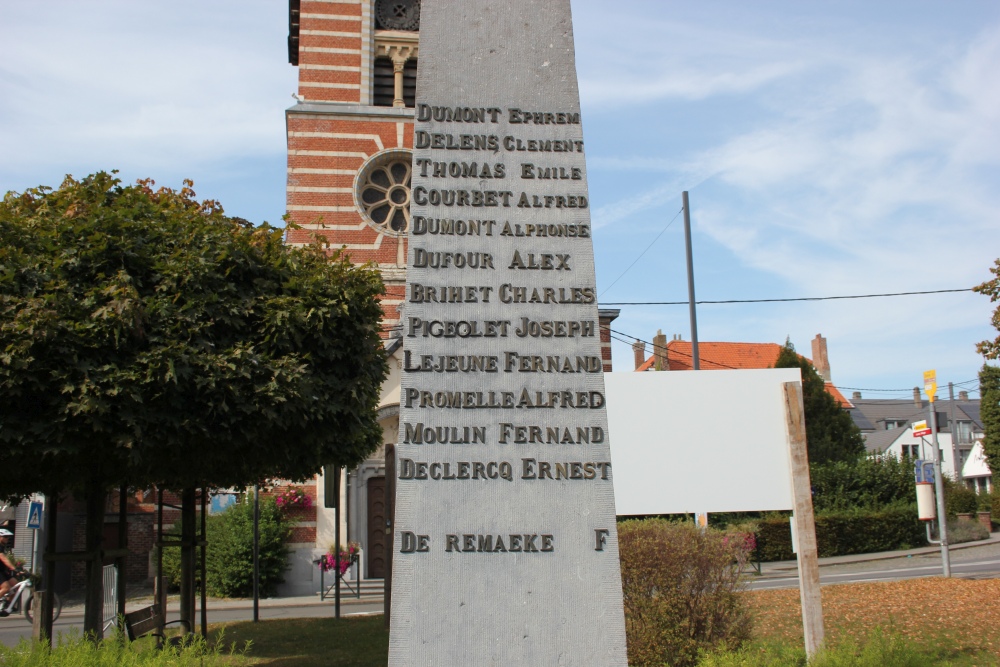 DUMONT EPHREM
DELENS CLEMENT
THOMAS EMILE
COURBET ALFRED
DUMONT ALPHONSE
DUFOUR ALEX
BRIHET CHARLES
PIGEOLET JOSEPH
LEJEUNE FERNAND
PROMELLE ALFRED
MOULIN FERNAND
DECLERCQ ERNEST
DE REMAEKE F